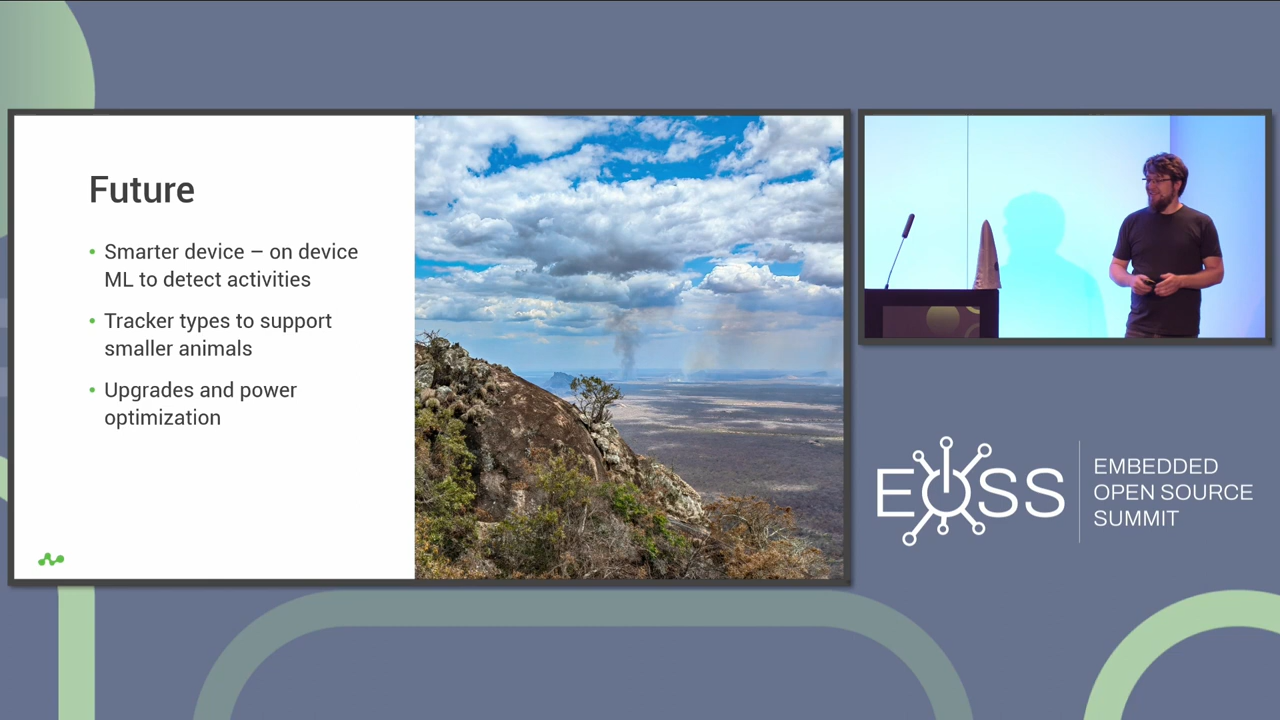 Future
• Smarter device – on device
ML to detect activities
• Tracker types to support
smaller animals
• Upgrades and power
optimization
EOSS
EMBEDDED
OPEN SOURCE
SUMMIT